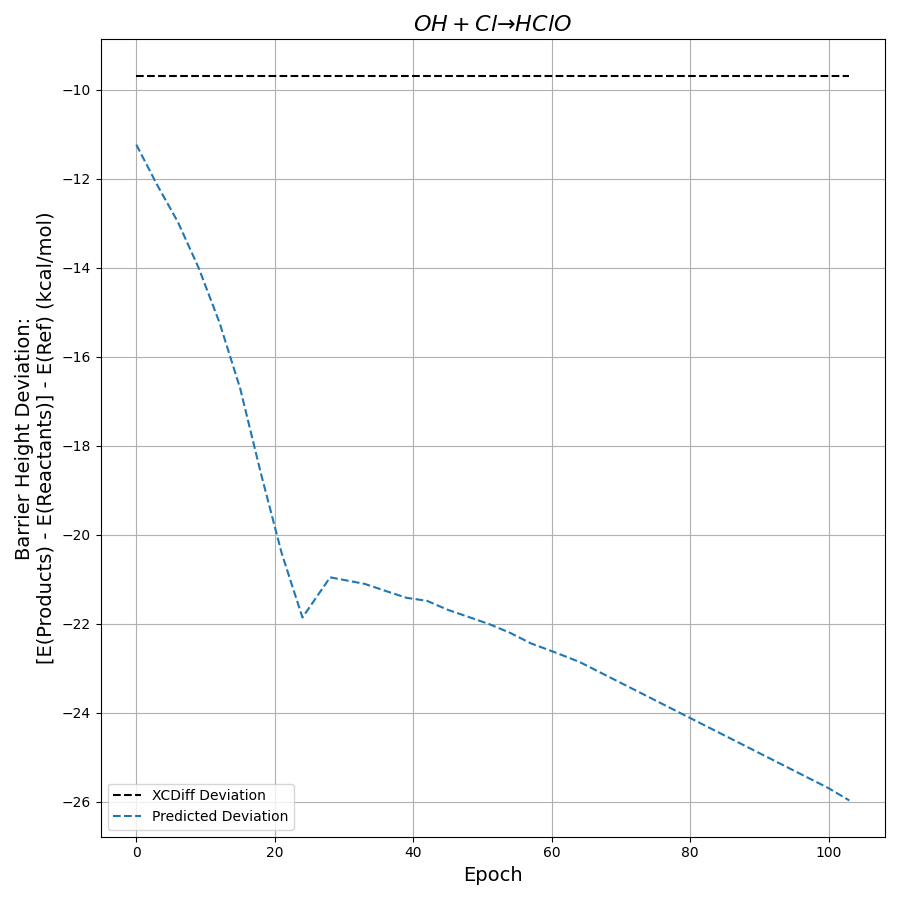 OH + Cl→HClO
Barrier Height Deviation:
[E(Products) - E(Reactants)] - E(Ref) (kcal/mol)
−10
−12
−14
−16
−18
−20
−22
−24
−26
XCDiff Deviation
Predicted Deviation
0 20 40 60 80 100
Epoch